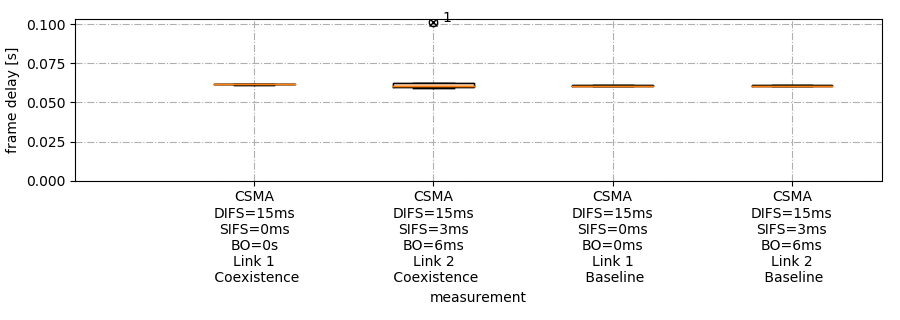 1
0.100
0.075
0.050
0.025
0.000
frame delay [s]
CSMA
DIFS=15ms
SIFS=0ms
BO=0s
Link 1
Coexistence
CSMA
DIFS=15ms
SIFS=3ms
BO=6ms
Link 2
Coexistence
CSMA
DIFS=15ms
SIFS=0ms
BO=0ms
Link 1
Baseline
CSMA
DIFS=15ms
SIFS=3ms
BO=6ms
Link 2
Baseline
measurement